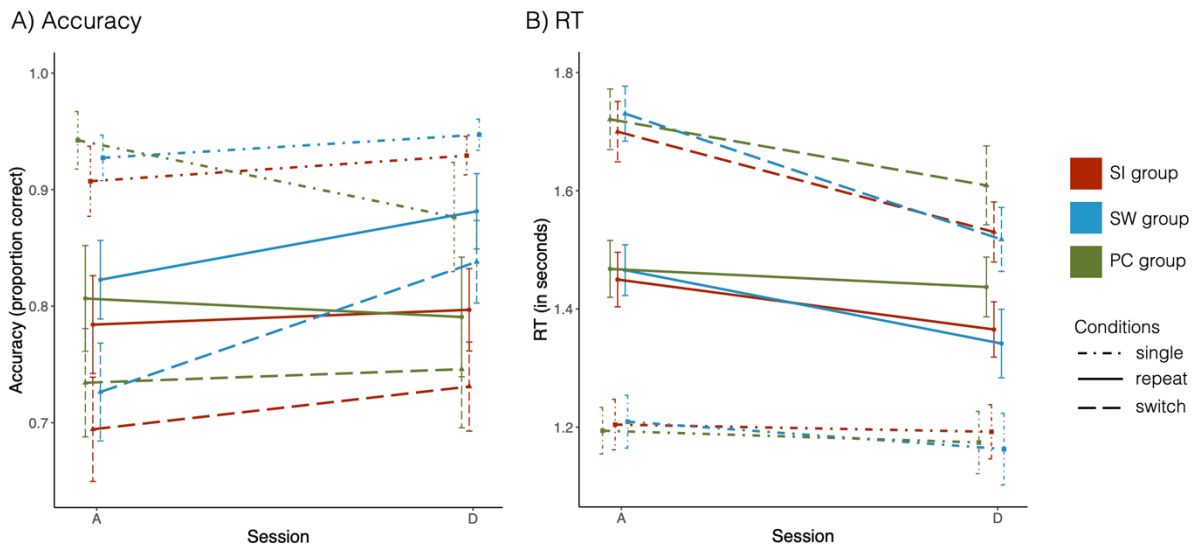 A) Accuracy
Accuracy (proportion correct)
1.0
0.9
0.8
0.7
A
D
Session
B) RT
RT (in seconds)
1.8
1.6
1.4
1.2
A
D
Session
SI group
SW group
PC group
Conditions
single
repeat
switch